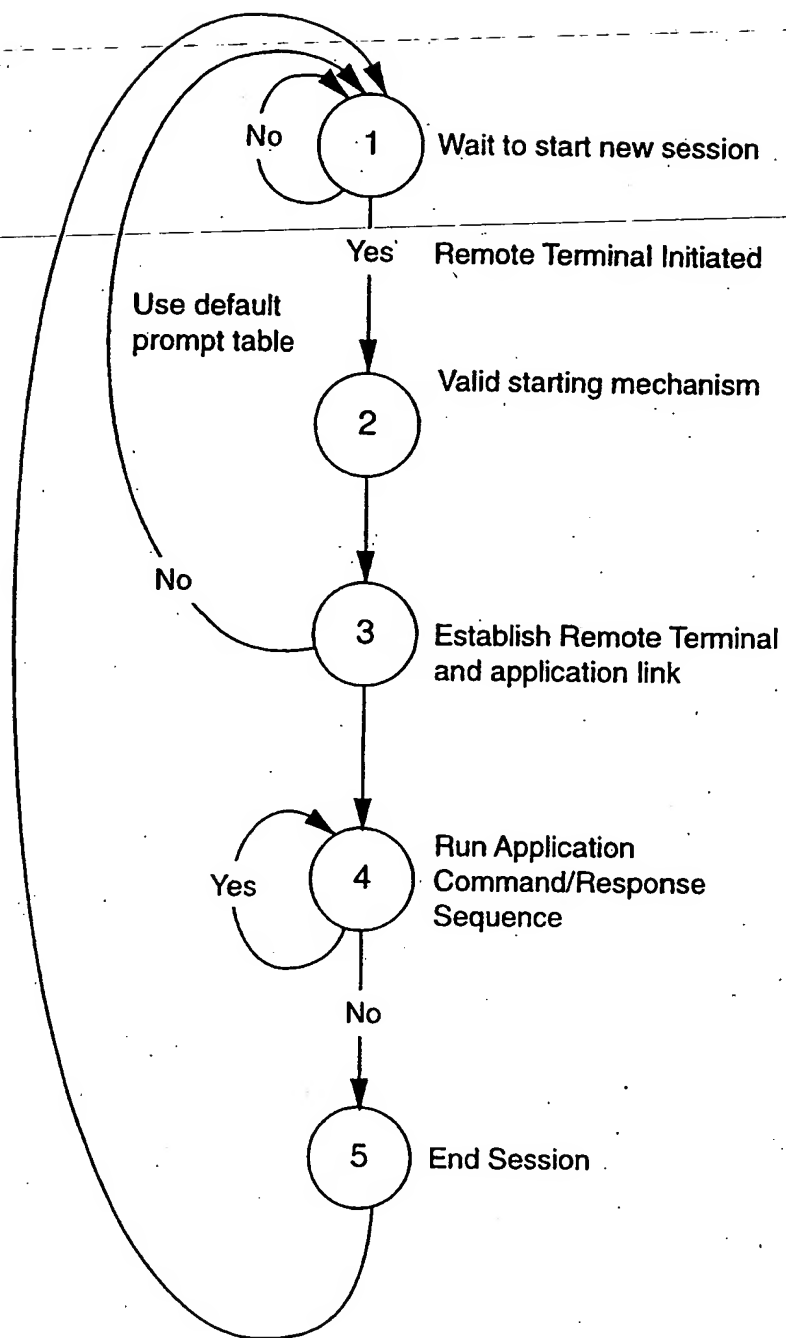 No
1
Wait to start new session
Yes
Remote Terminal Initiated
Use default
prompt table
Valid starting mechanism
2
No
3
Establish Remote Terminal
and application link
Yes
4
Run Application
Command/Response
Sequence
No
5
End Session